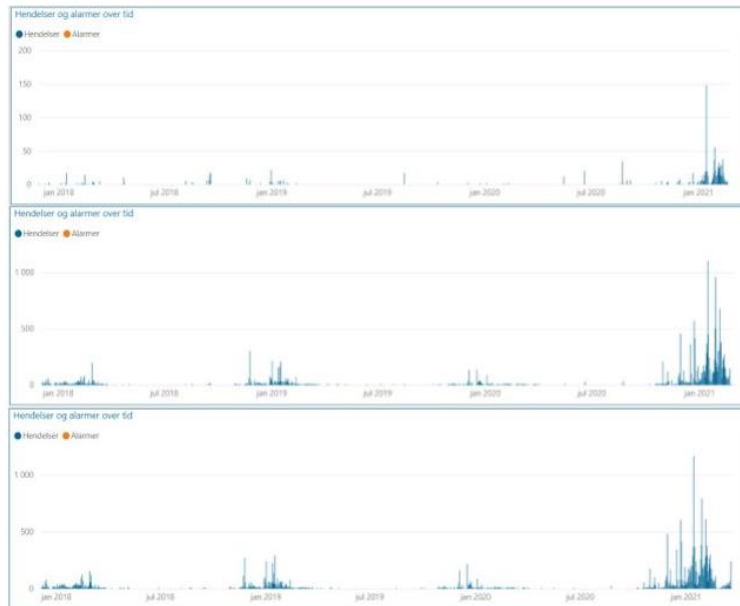 Hendelser og alarmer over tid
Hendelser Alarmer
200
150
100
50
0
jan 2018 jul 2018 jan 2019 jul 2019 jan 2020 jul 2020 jan 2021
Hendelser og alarmer over tid
Hendelser Alarmer
1 000
500
0
jan 2018 jul 2018 jan 2019 jul 2019 jan 2020 jul 2020 jan 2021
Hendelser og alarmer over tid
Hendelser Alarmer
1 000
500
0
jan 2018 jul 2018 jan 2019 jul 2019 jan 2020 jul 2020 jan 2021